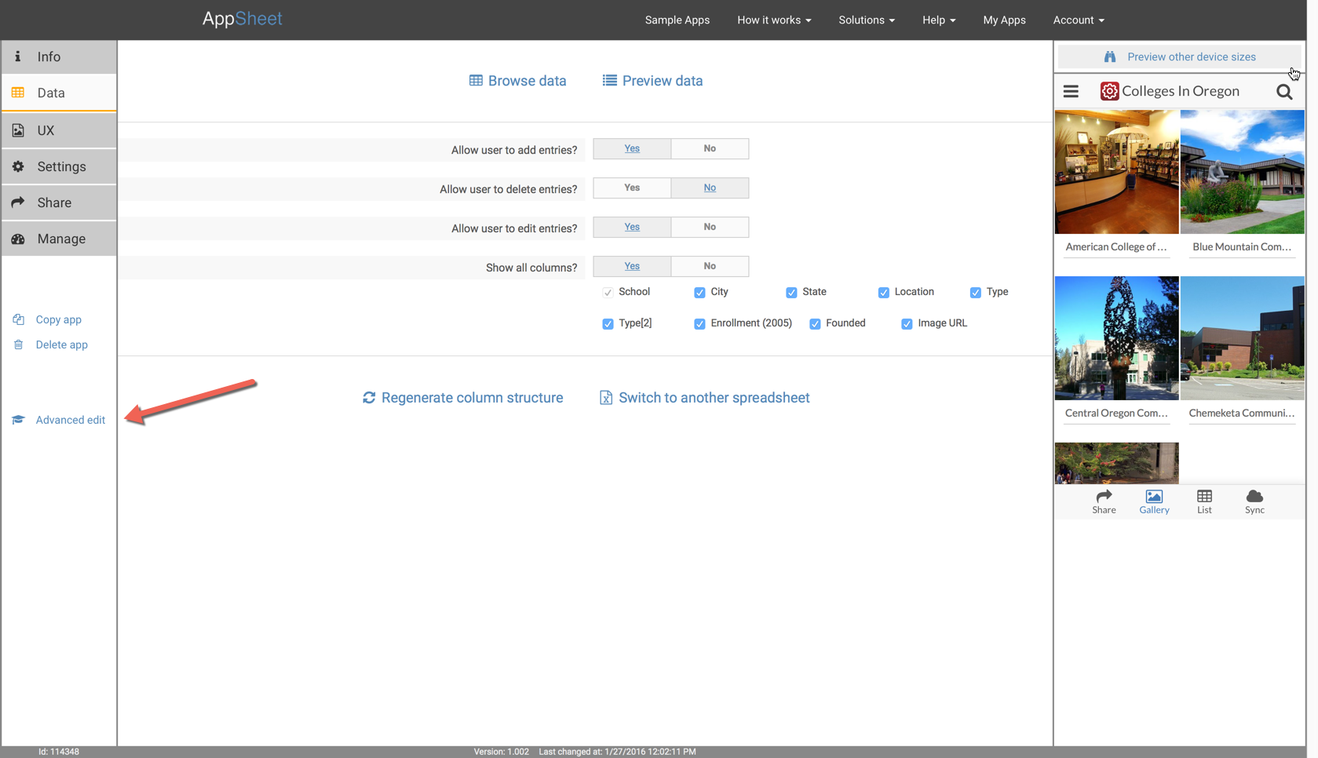 AppSheet
Sample Apps How it works Solutions Help My Apps Account
Info
Data
UX
Settings
Share
Manage
Copy app
Delete app
Advanced edit
Browse data Preview data
Allow user to add entries? Yes No
Allow user to delete entries? Yes No
Allow user to edit entries? Yes No
Show all columns? Yes No
School City State Location Type
Type[2] Enrollment (2005) Founded Image URL
Regenerate column structure Switch to another spreadsheet
Preview other device sizes
Colleges In Oregon
American College of ... Blue Mountain Com...
Central Oregon Com... Chemeketa Communi...
Share Gallery List Sync
Id: 114348 Version: 1.002 Last changed at: 1/27/2016 12:02:11 PM